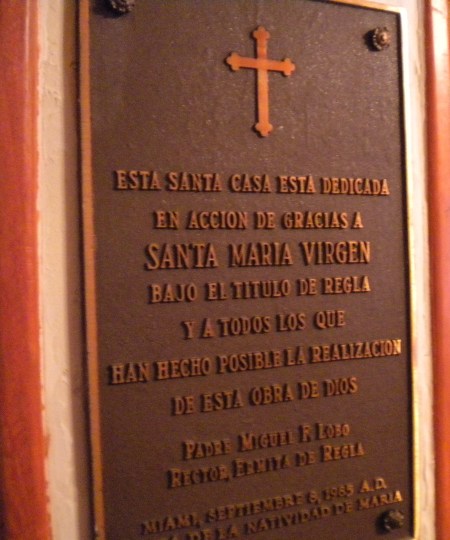 ESTA SANTA CASA ESTA DEDICADA
EN ACCION DE GRACIAS A
SANTA MARIA VIRGEN
BAJO EL TITULO DE REGLA
Y A TODOS LOS QUE
HAN HECHO POSIBLE LA REALIZACION
DE ESTA OBRA DE DIOS
PADRE MIGUEL F. LOBO
RECTOR, ERMITA DE REGLA
MIAMI, SEPTIEMBRE 8, 1985 A.D.
DE LA NATIVIDAD DE MARIA